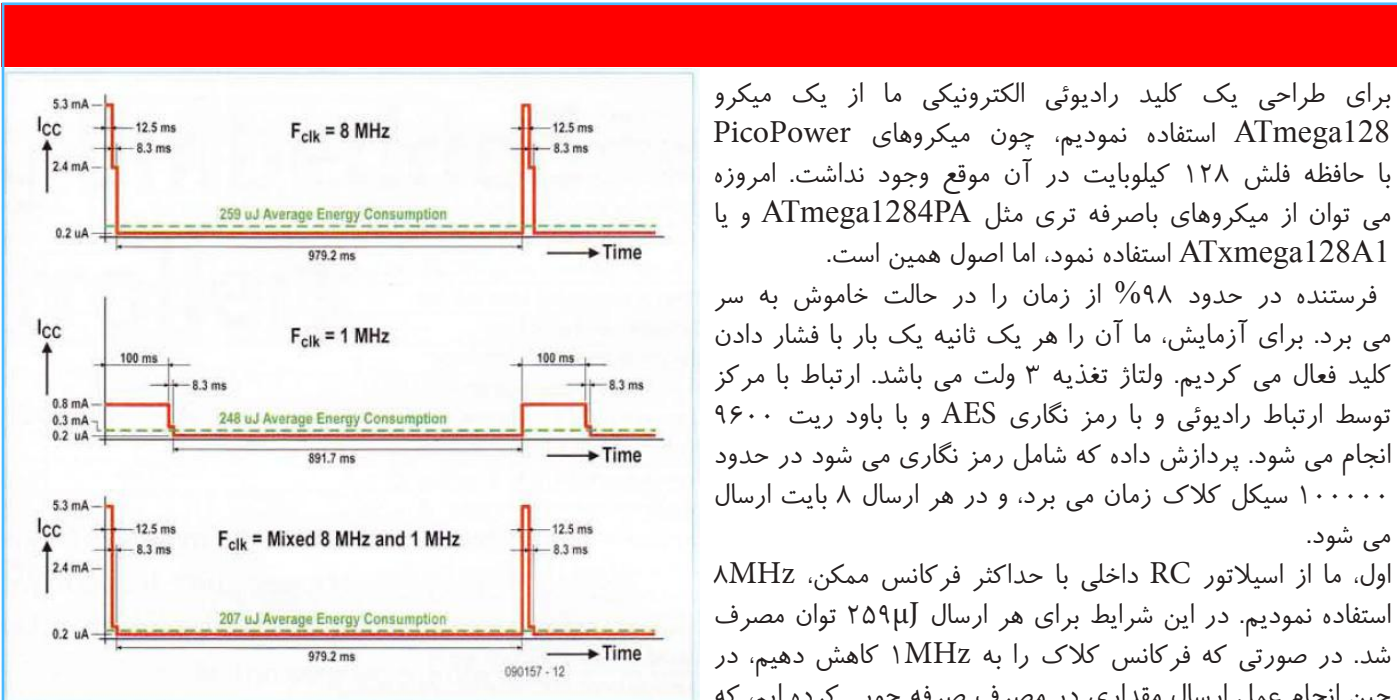 برای طراحی یک کلید رادیوئی الکترونیکی ما از یک میکرو
ATmega128 استفاده نمودیم، چون میکروهای PicoPower
با حافظه فلش ۱۲۸ کیلوبایت در آن موقع وجود نداشت. امروزه
می توان از میکروهای باصرفه تری مثل ATmega1284PA و یا
ATxmega128A1 استفاده نمود، اما اصول همین است.
فرستنده در حدود ۹۸% از زمان را در حالت خاموش به سر
می برد. برای آزمایش، ما آن را هر یک ثانیه یک بار با فشار دادن
کلید فعال می کردیم. ولتاژ تغذیه ۳ ولت می باشد. ارتباط با مرکز
توسط ارتباط رادیوئی و با رمز نگاری AES و با باود ریت ۹۶۰۰
انجام می شود. پردازش داده که شامل رمز نگاری می شود در حدود
۱۰۰۰۰۰ سیکل کلاک زمان می برد، و در هر ارسال ۸ بایت ارسال
می شود.
اول، ما از اسیلاتور RC داخلی با حداکثر فرکانس ممکن، ۸MHz
استفاده نمودیم. در این شرایط برای هر ارسال ۲۵۹µJ توان مصرف
شد. در صورتی که فرکانس کلاک را به ۱MHz کاهش دهیم، در
5.3 mA
ICC
12.5 ms
8.3 ms
2.4 mA
Fclk = 8 MHz
12.5 ms
8.3 ms
259 uJ Average Energy Consumption
0.2 uA
979.2 ms
Time
ICC
Fclk = 1 MHz
100 ms
100 ms
8.3 ms
8.3 ms
0.8 mA
0.3 mA
248 uJ Average Energy Consumption
0.2 uA
891.7 ms
Time
5.3 mA
ICC
12.5 ms
8.3 ms
2.4 mA
Fclk = Mixed 8 MHz and 1 MHz
12.5 ms
8.3 ms
207 uJ Average Energy Consumption
0.2 uA
979.2 ms
Time
090157 - 12